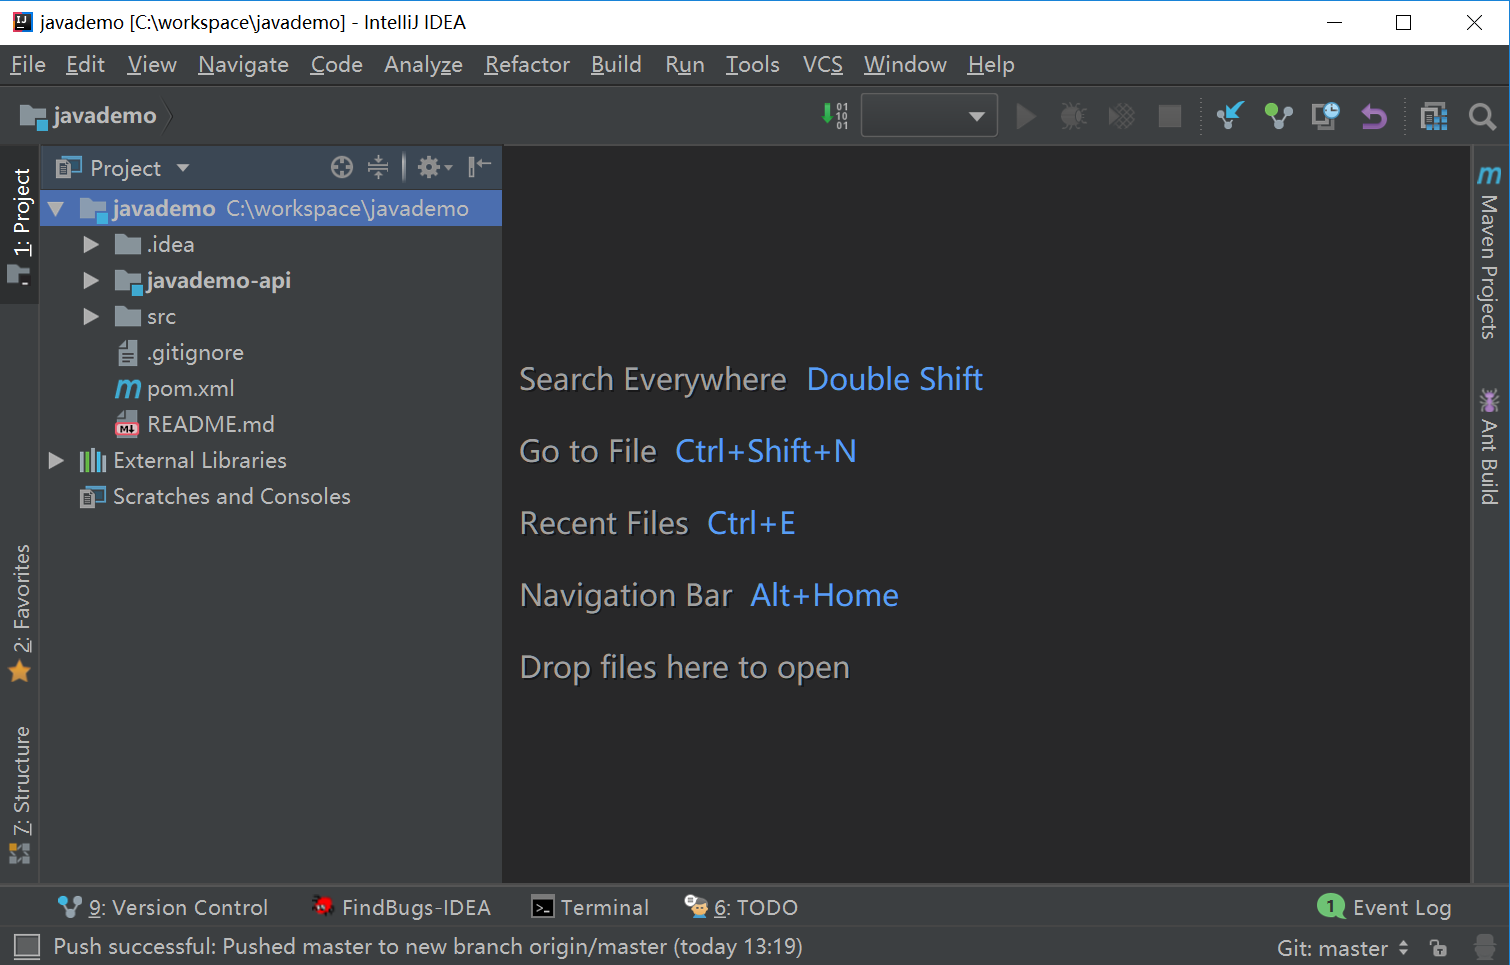 javademo [C:\workspace\javademo] - IntelliJ IDEA
File Edit View Navigate Code Analyze Refactor Build Run Tools VCS Window Help
javademo
1: Project
Project
javademo C:\workspace\javademo
.idea
javademo-api
src
.gitignore
pom.xml
README.md
External Libraries
Scratches and Consoles
2: Favorites
7: Structure
Search Everywhere Double Shift
Go to File Ctrl+Shift+N
Recent Files Ctrl+E
Navigation Bar Alt+Home
Drop files here to open
Maven Projects
Ant Build
9: Version Control FindBugs-IDEA Terminal 6: TODO 1 Event Log
Push successful: Pushed master to new branch origin/master (today 13:19) Git: master